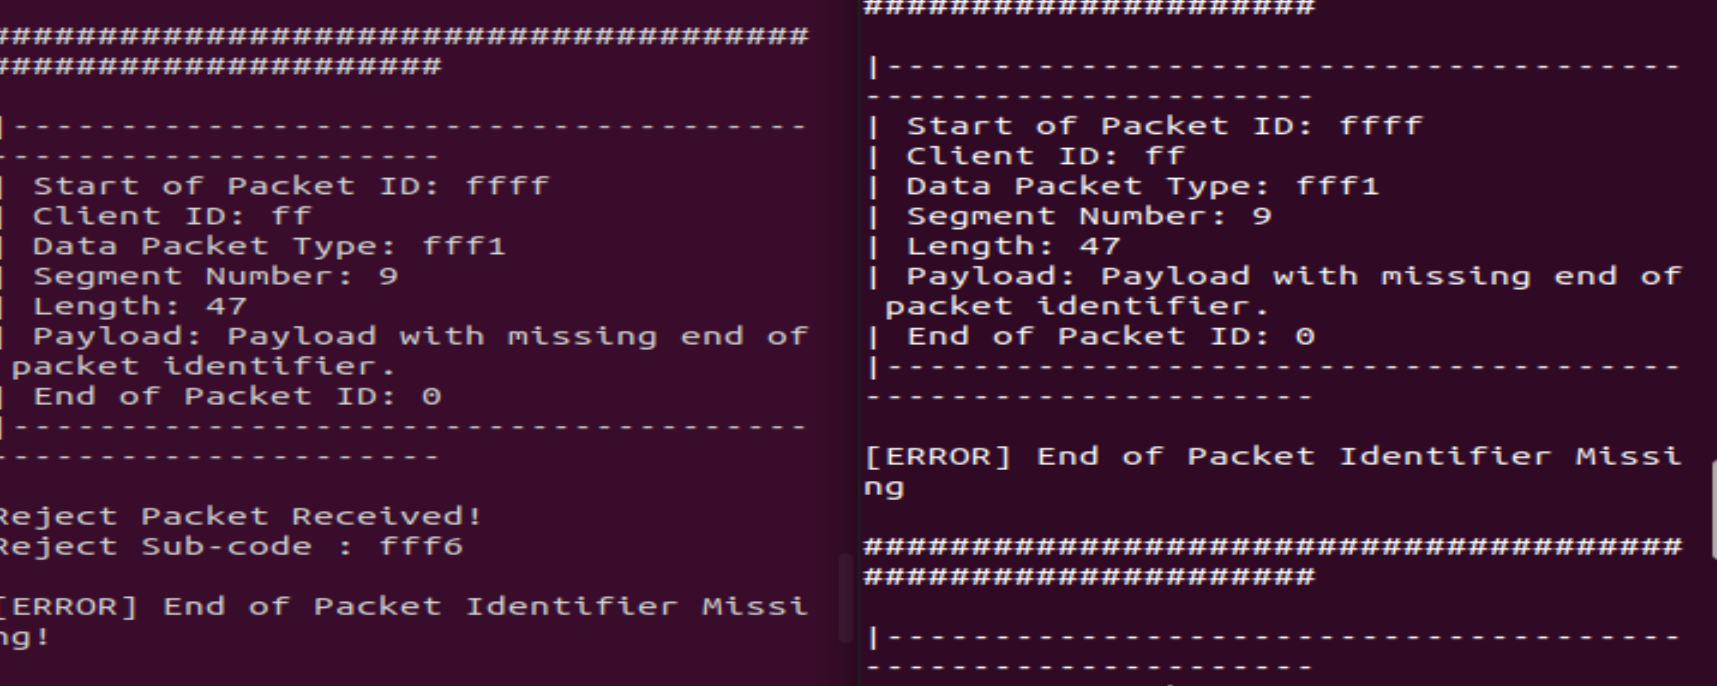 ######################################
#####################
|-------------------------------------
---------------------
| Start of Packet ID: ffff
| Client ID: ff
| Data Packet Type: fff1
| Segment Number: 9
| Length: 47
| Payload: Payload with missing end of
 packet identifier.
| End of Packet ID: 0
|-------------------------------------
---------------------
Reject Packet Received!
Reject Sub-code : fff6
[ERROR] End of Packet Identifier Missi
ng!
#####################
|-------------------------------------
---------------------
| Start of Packet ID: ffff
| Client ID: ff
| Data Packet Type: fff1
| Segment Number: 9
| Length: 47
| Payload: Payload with missing end of
 packet identifier.
| End of Packet ID: 0
|-------------------------------------
---------------------
[ERROR] End of Packet Identifier Missi
ng
######################################
#####################
|-------------------------------------
---------------------